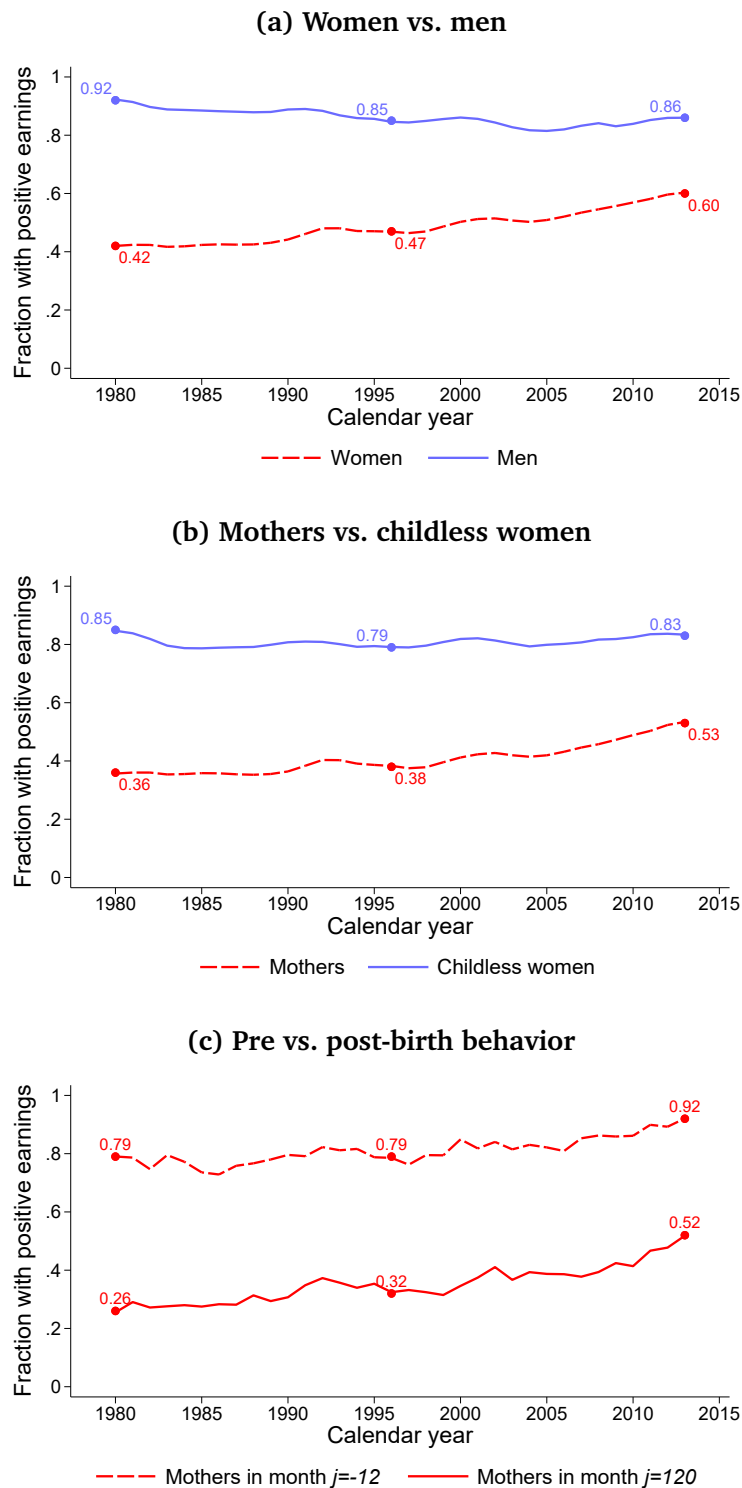 (a) Women vs. men
Fraction with positive earnings
1
.8
.6
.4
.2
0
0.92
0.85
0.86
0.42
0.47
0.60
1980 1985 1990 1995 2000 2005 2010 2015
Calendar year
Women Men
(b) Mothers vs. childless women
Fraction with positive earnings
1
.8
.6
.4
.2
0
0.85
0.79
0.83
0.36
0.38
0.53
1980 1985 1990 1995 2000 2005 2010 2015
Calendar year
Mothers Childless women
(c) Pre vs. post-birth behavior
Fraction with positive earnings
1
.8
.6
.4
.2
0
0.79
0.79
0.92
0.26
0.32
0.52
1980 1985 1990 1995 2000 2005 2010 2015
Calendar year
Mothers in month j=-12 Mothers in month j=120